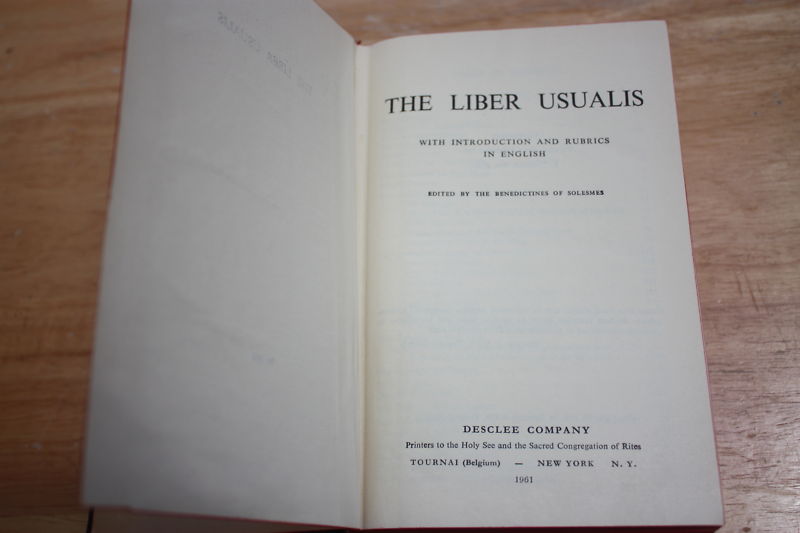 THE LIBER USUALIS
WITH INTRODUCTION AND RUBRICS
IN ENGLISH
EDITED BY THE BENEDICTINES OF SOLESMES
DESCLEE COMPANY
Printers to the Holy See and the Sacred Congregation of Rites
TOURNAI (Belgium) — NEW YORK N. Y.
1961